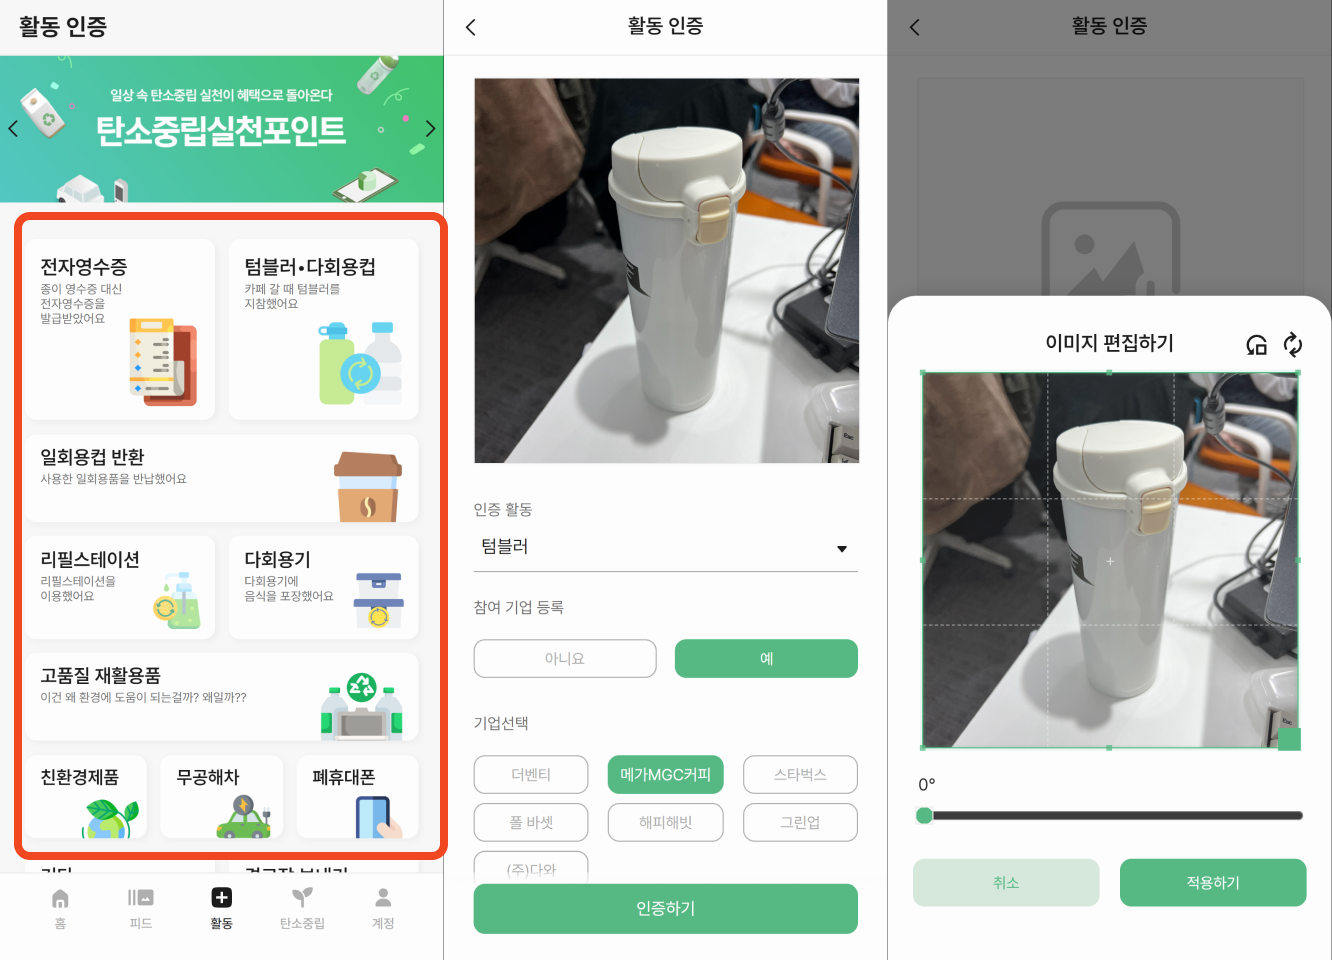 활동 인증
일상 속 탄소중립 실천이 혜택으로 돌아온다
탄소중립실천포인트
전자영수증
종이 영수증 대신
전자영수증을
발급받았어요
텀블러•다회용컵
카페 갈 때 텀블러를
지참했어요
일회용컵 반환
사용한 일회용품을 반납했어요
리필스테이션
리필스테이션을
이용했어요
다회용기
다회용기에
음식을 포장했어요
고품질 재활용품
이건 왜 환경에 도움이 되는걸까? 왜일까??
친환경제품
무공해차
폐휴대폰
홈
피드
활동
탄소중립
계정
활동 인증
Esc
인증 활동
텀블러
참여 기업 등록
아니요
예
기업선택
더벤티
메가MGC커피
스타벅스
폴 바셋
해피해빗
그린업
(주)다와
인증하기
활동 인증
이미지 편집하기
Esc
0°
취소
적용하기